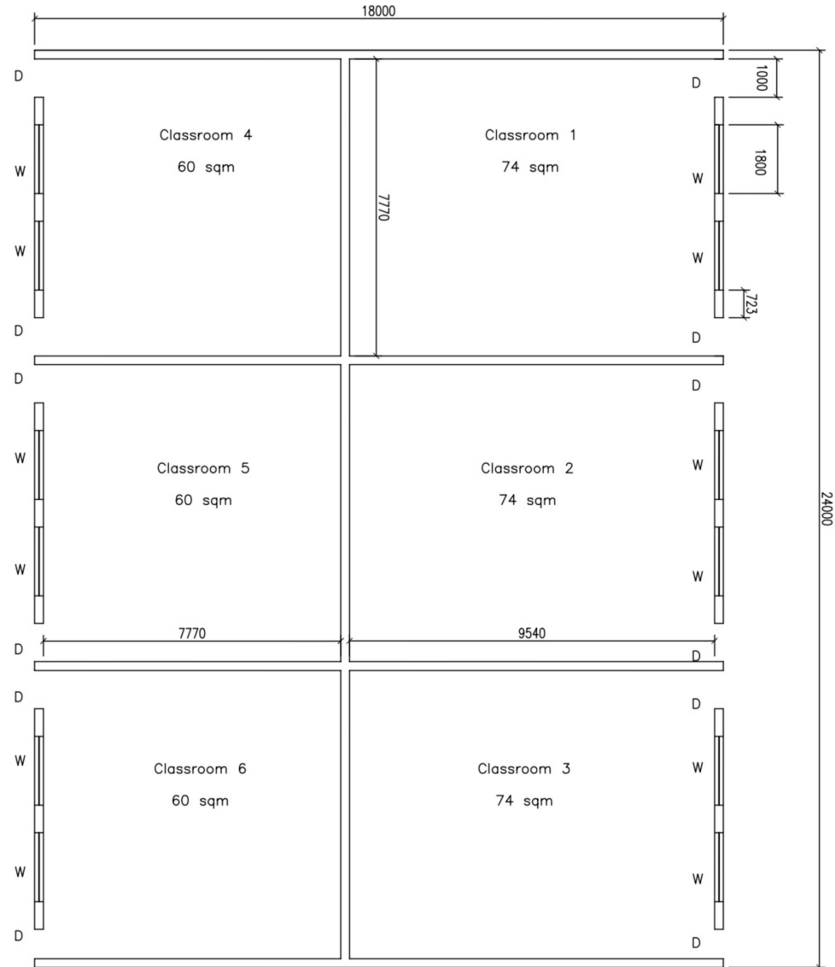 18000
D
D
1000
Classroom 4
Classroom 1
60 sqm
74 sqm
1800
W
W
7770
W
W
723
D
D
D
D
W
Classroom 5
Classroom 2
W
60 sqm
74 sqm
24000
W
W
7770
9540
D
D
D
D
W
Classroom 6
Classroom 3
W
60 sqm
74 sqm
W
W
D
D